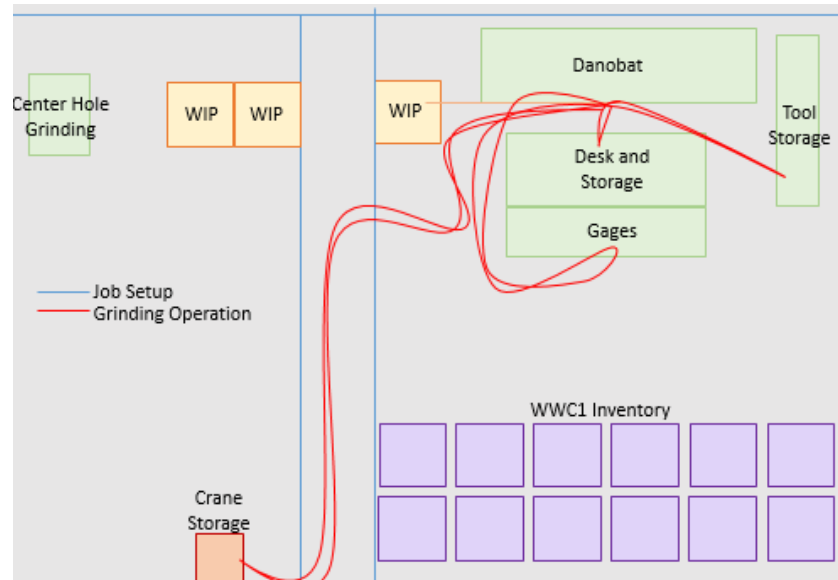 Danobat
Center Hole
Grinding
WIP
WIP
WIP
Tool
Storage
Desk and
Storage
Gages
Job Setup
Grinding Operation
WWC1 Inventory
Crane
Storage